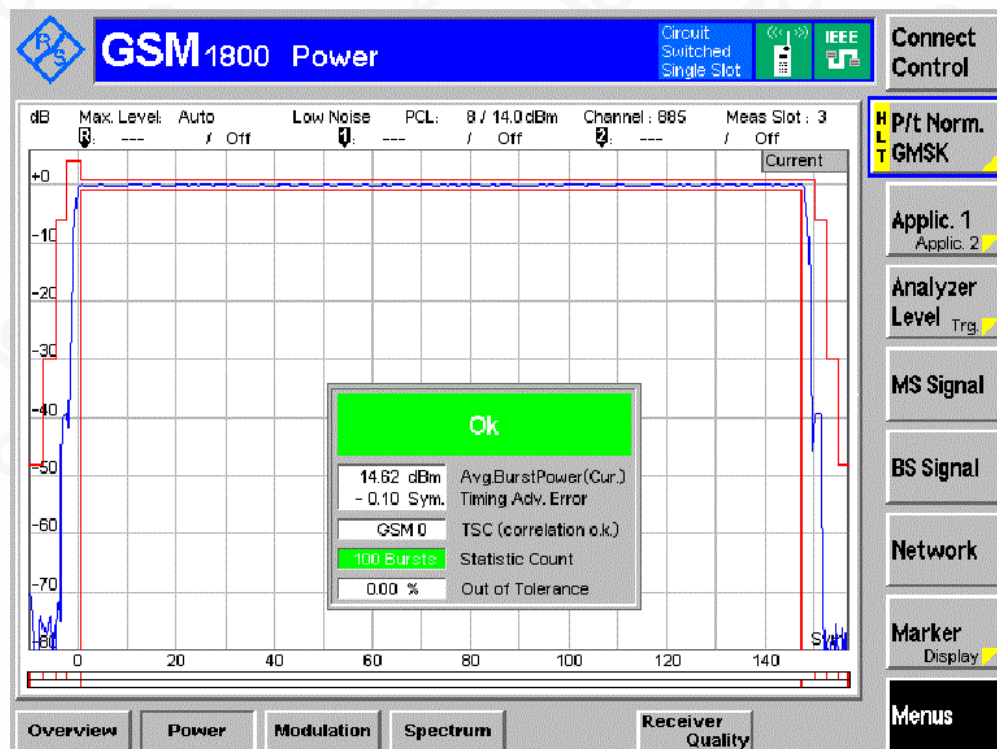 R/S
GSM 1800 Power
Circuit Switched Single Slot
IEEE
Connect Control
dB Max. Level: Auto Low Noise PCL: 8 / 14.0 dBm Channel : 885 Meas Slot : 3
R: --- / Off 1: --- / Off 2: --- / Off
Current
+0
-10
-20
-30
-40
-50
-60
-70
-80
0 20 40 60 80 100 120 140
Ok
14.62 dBm Avg.BurstPower(Cur.)
- 0.10 Sym. Timing Adv. Error
GSM 0 TSC (correlation o.k.)
100 Bursts Statistic Count
0.00 % Out of Tolerance
HLT
P/t Norm. GMSK
Applic. 1
Applic. 2
Analyzer Level Trg.
MS Signal
BS Signal
Network
Marker
Display
Menus
Overview Power Modulation Spectrum Receiver Quality